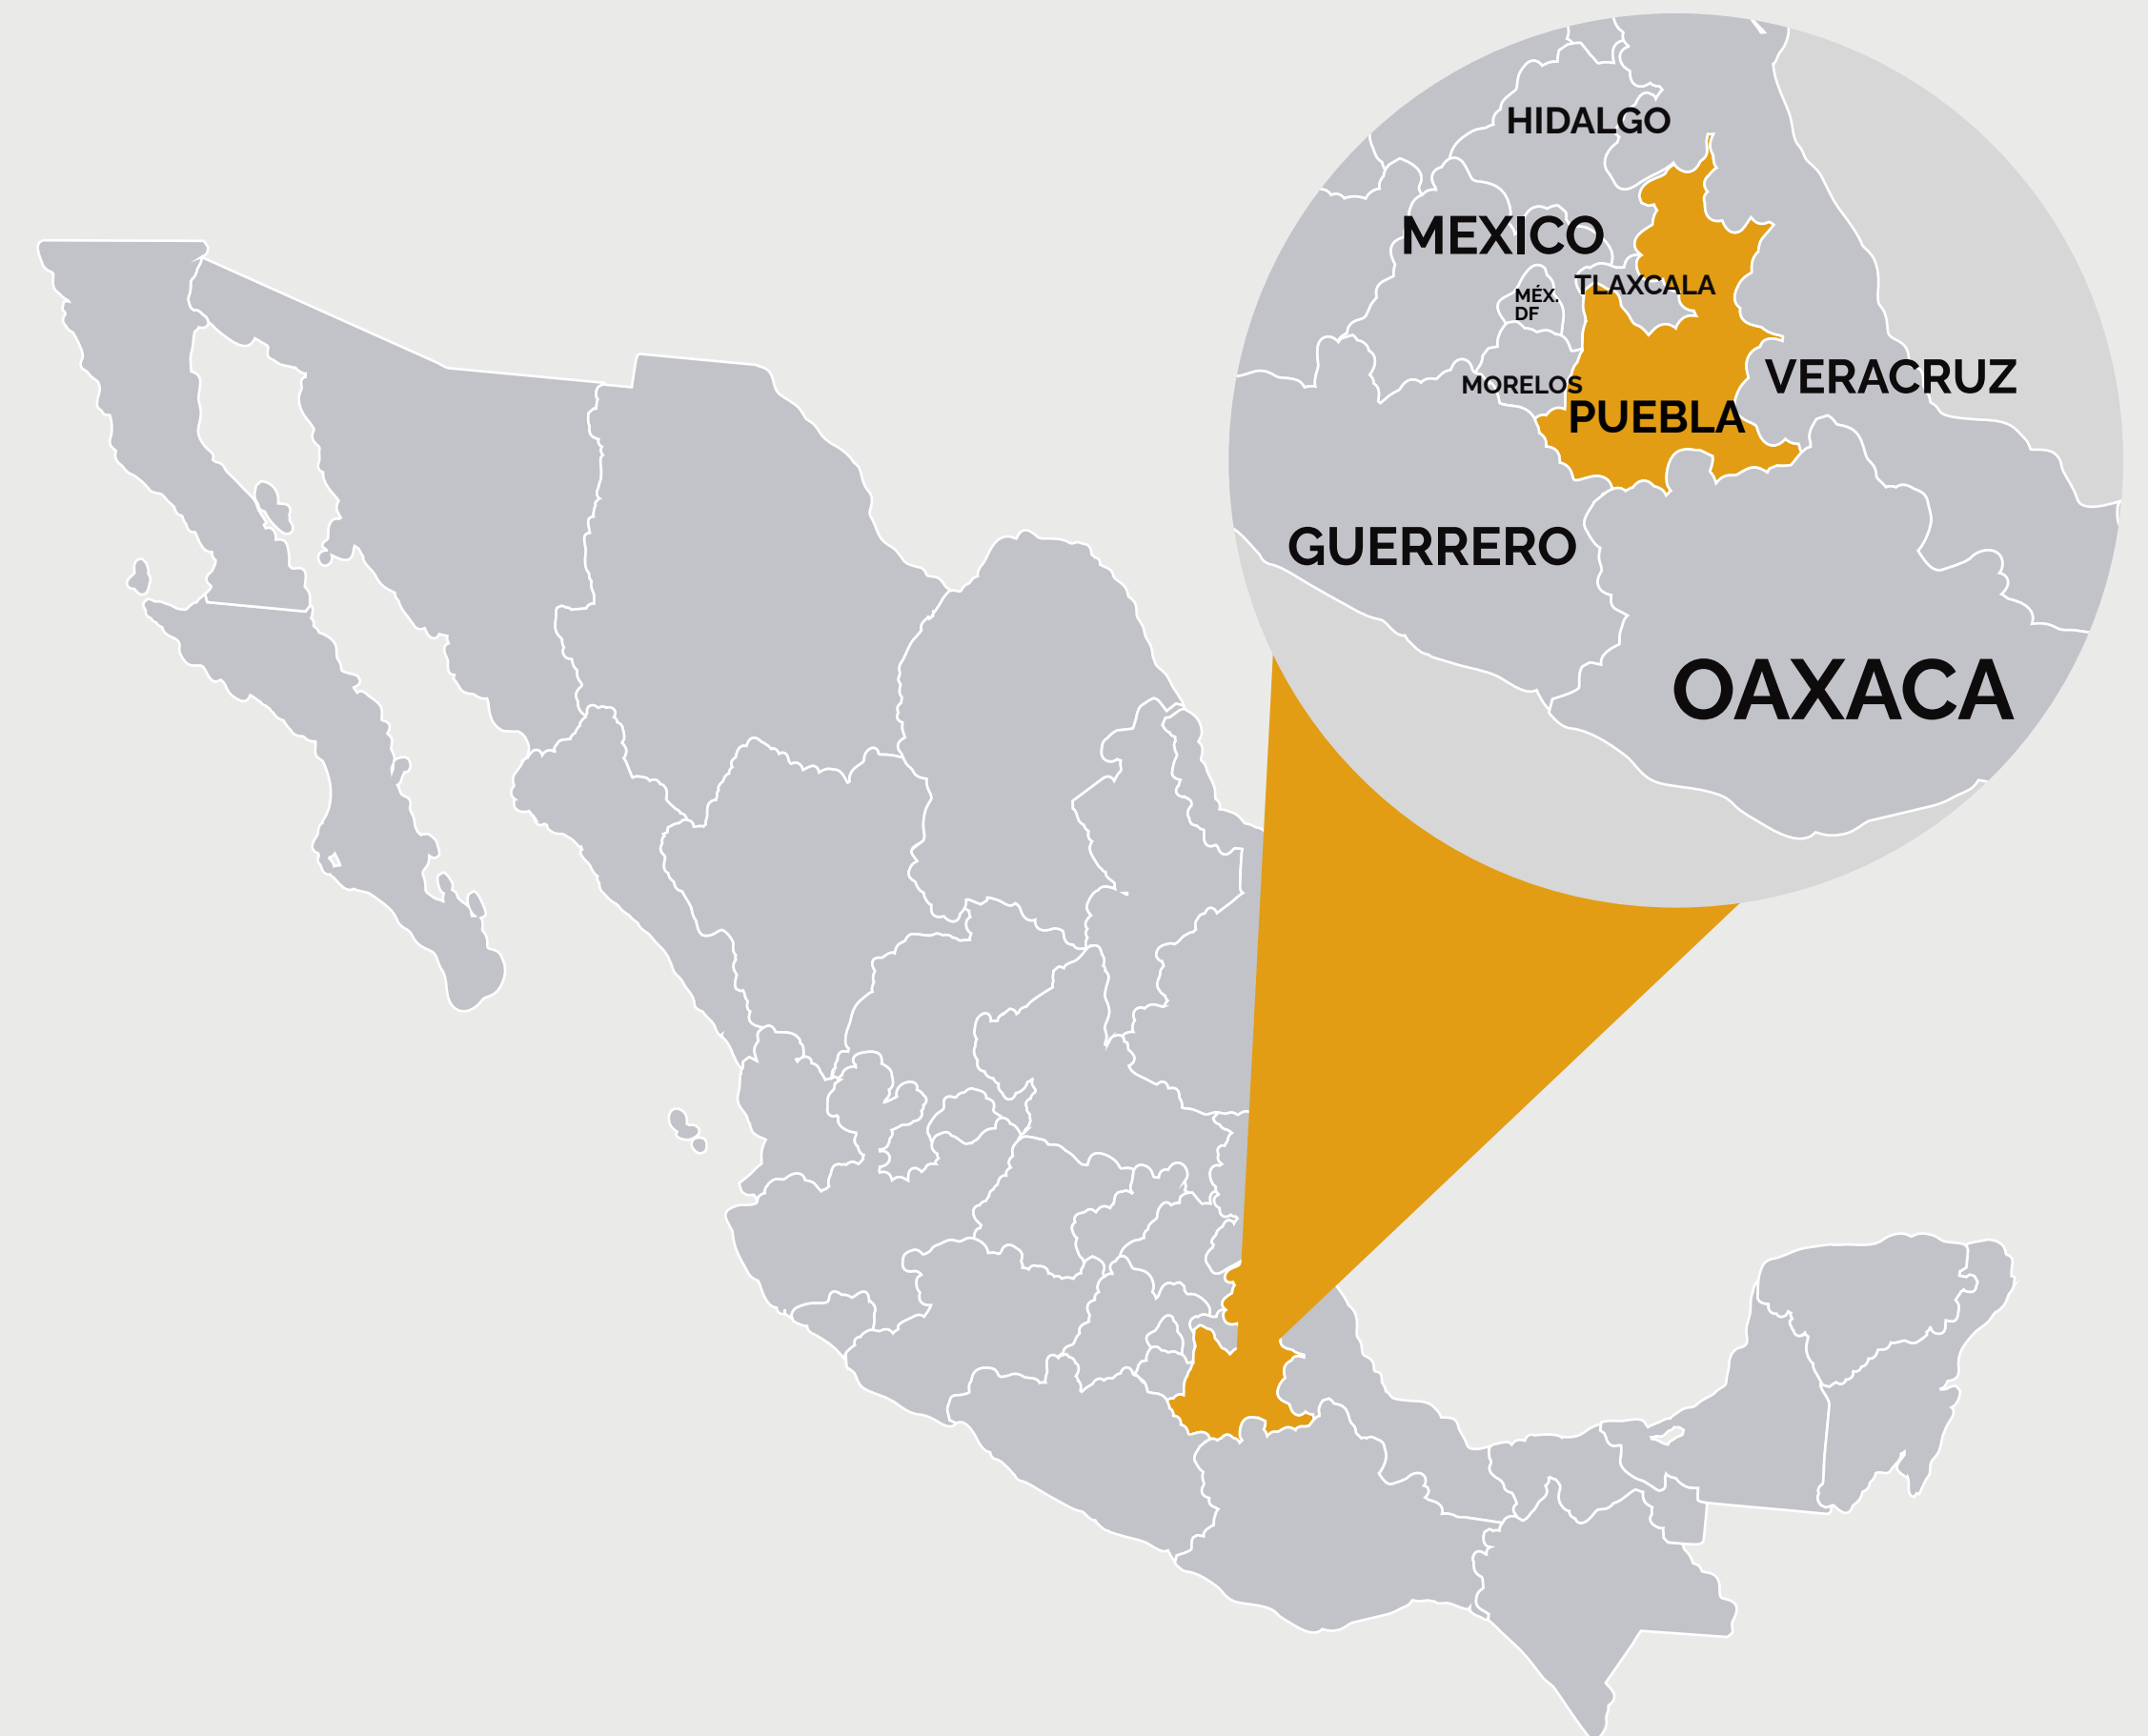 HIDALGO
MEXICO
TLAXCALA
MÉX.
DF
VERACRUZ
MORELOS
PUEBLA
GUERRERO
OAXACA